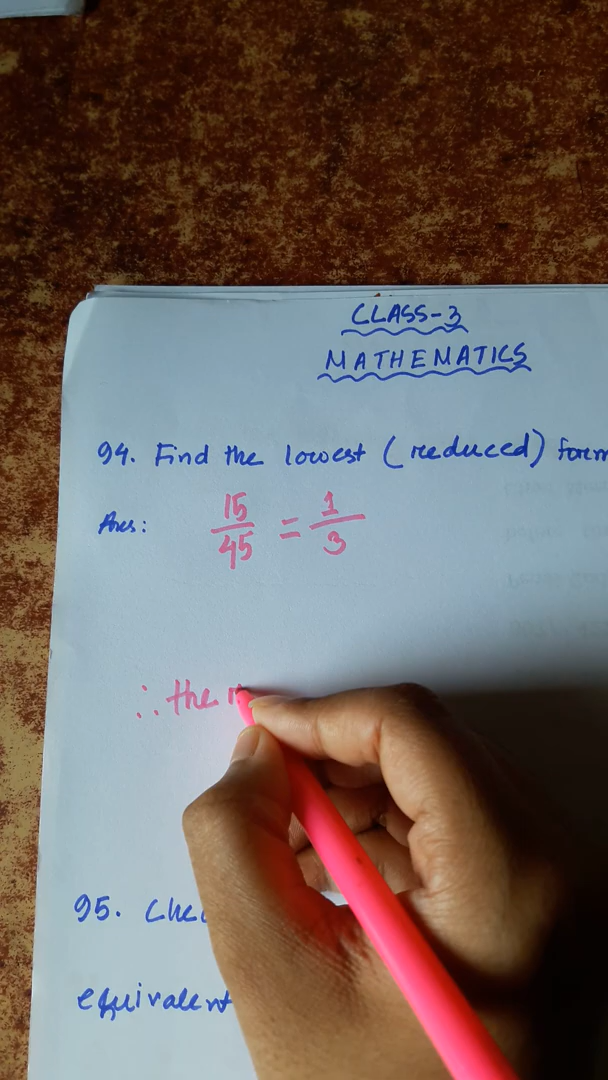 CLASS-3
MATHEMATICS
94. Find the lowest (reduced) form
Ans: 15/45 = 1/3
∴ the
95.
equivalent